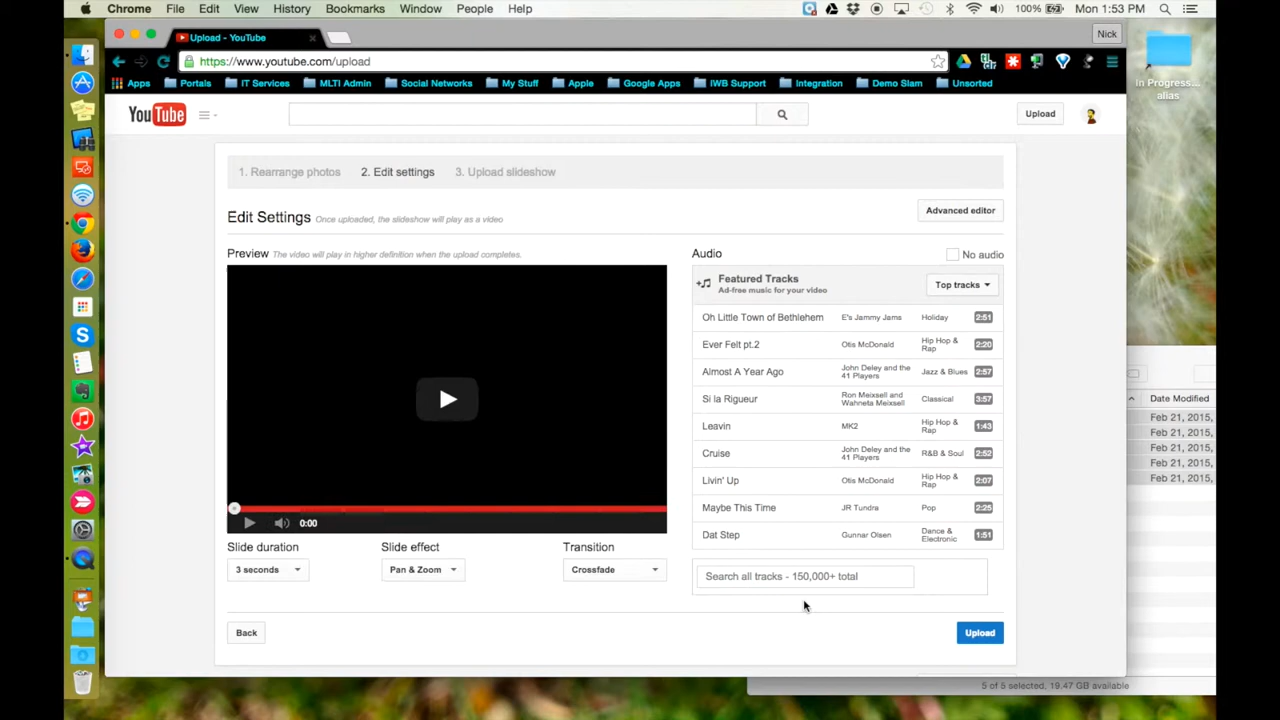 Chrome File Edit View History Bookmarks Window People Help 100% Mon 1:53 PM
Upload - YouTube Nick
https://www.youtube.com/upload
Apps Portals IT Services MLTI Admin Social Networks My Stuff Apple Google Apps IWB Support Integration Demo Slam Unsorted
In Progress...
alias
YouTube Upload
1. Rearrange photos 2. Edit settings 3. Upload slideshow
Edit Settings Once uploaded, the slideshow will play as a video Advanced editor
Preview The video will play in higher definition when the upload completes.
Audio No audio
Featured Tracks
Ad-free music for your video
Top tracks
Oh Little Town of Bethlehem E's Jammy Jams Holiday 2:51
Ever Felt pt.2 Otis McDonald Hip Hop & Rap 2:20
Almost A Year Ago John Deley and the 41 Players Jazz & Blues 2:57
Si la Rigueur Ron Meixsell and Wahneta Meixsell Classical 3:57
Leavin MK2 Hip Hop & Rap 1:43
Cruise John Deley and the 41 Players R&B & Soul 2:52
Livin' Up Otis McDonald Hip Hop & Rap 2:07
Maybe This Time JR Tundra Pop 2:25
Dat Step Gunnar Olsen Dance & Electronic 1:51
0:00
Slide duration Slide effect Transition
3 seconds Pan & Zoom Crossfade
Search all tracks - 150,000+ total
Back Upload
Date Modified
Feb 21, 2015,
Feb 21, 2015,
Feb 21, 2015,
Feb 21, 2015,
Feb 21, 2015,
5 of 5 selected, 19.47 GB available